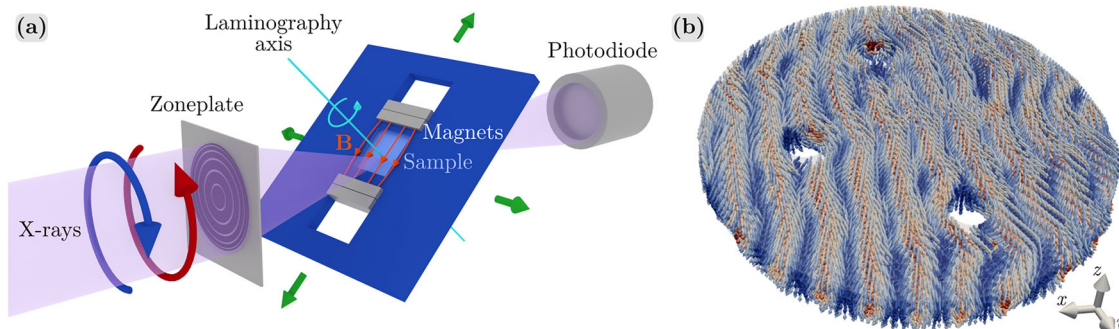 (a)
Laminography
axis
Zoneplate
Photodiode
B
Magnets
Sample
X-rays
(b)
z
x